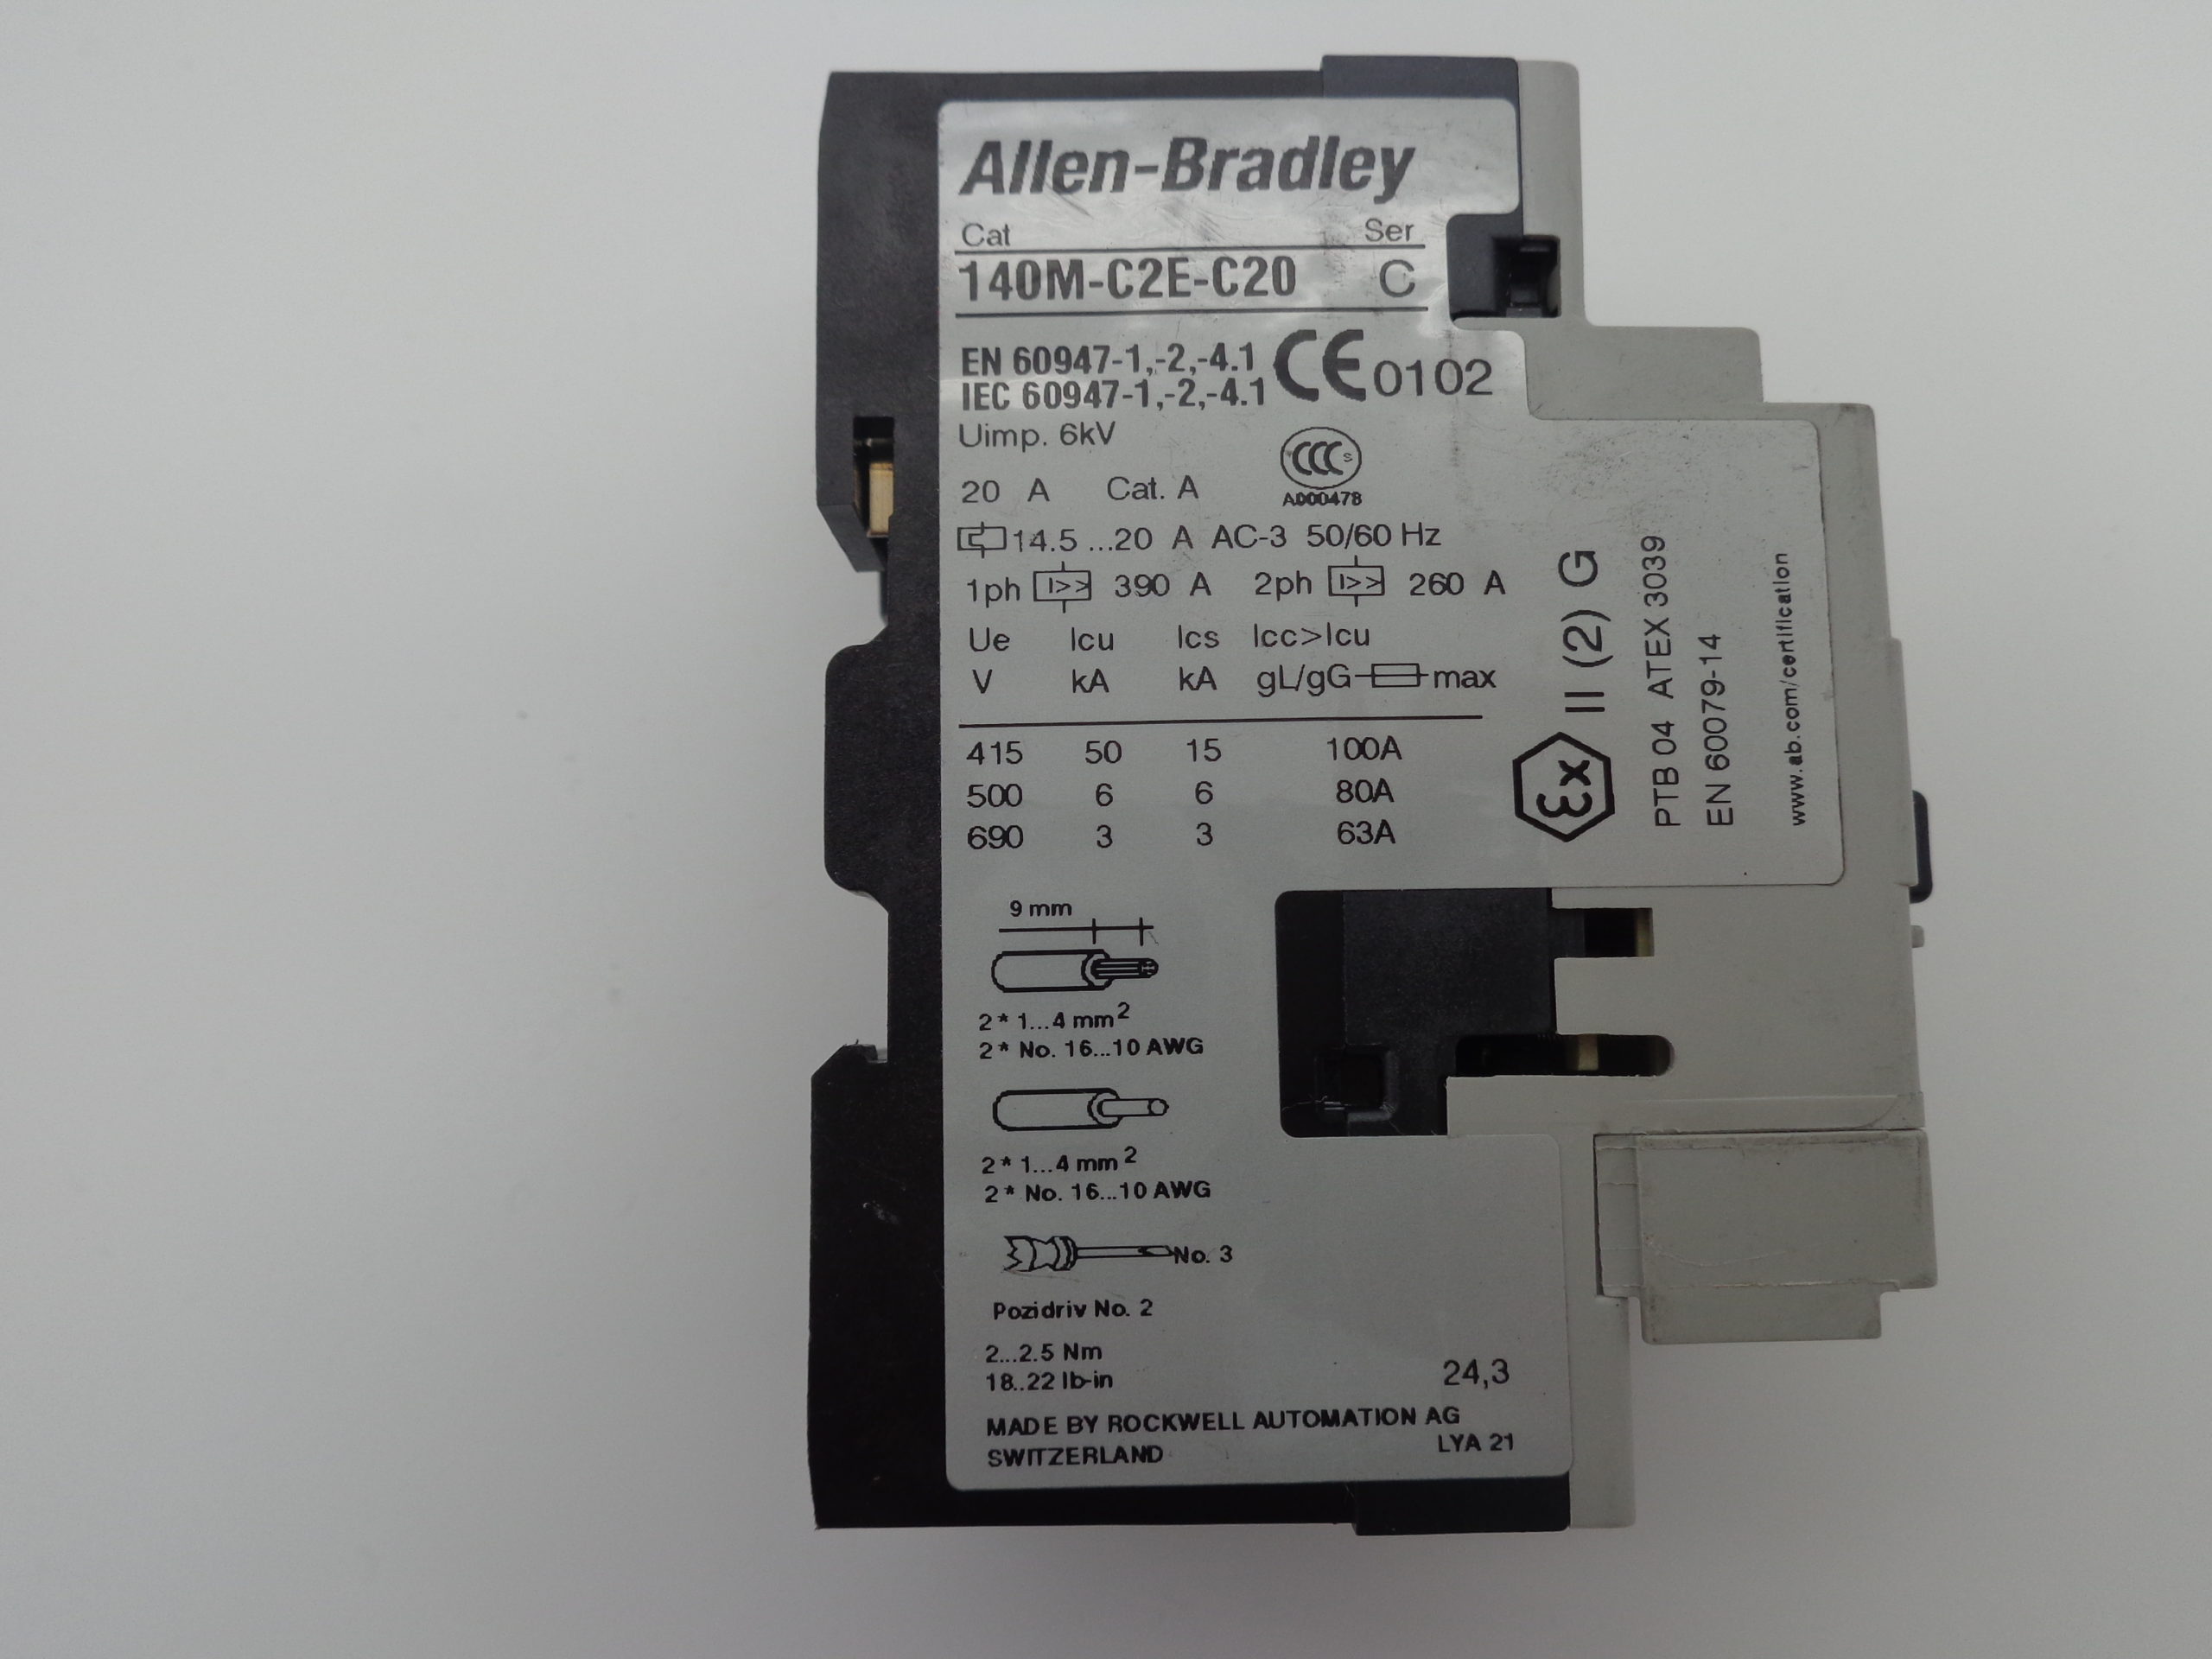 Allen-Bradley
Cat Ser
140M-C2E-C20 C
EN 60947-1,-2,-4.1
IEC 60947-1,-2,-4.1
CE 0102
Uimp. 6kV
CCC S
A000478
20 A Cat. A
14.5 ...20 A AC-3 50/60 Hz
1ph I>> 390 A 2ph I>> 260 A
Ue Icu Ics Icc>Icu
V kA kA gL/gG max
415 50 15 100A
500 6 6 80A
690 3 3 63A
Ex II (2) G
PTB 04 ATEX 3039
EN 60079-14
www.ab.com/certification
9 mm
2* 1...4 mm²
2* No. 16...10 AWG
2* 1...4 mm²
2* No. 16...10 AWG
No. 3
Pozidriv No. 2
2...2.5 Nm
18..22 lb-in
24,3
MADE BY ROCKWELL AUTOMATION AG
SWITZERLAND LYA 21